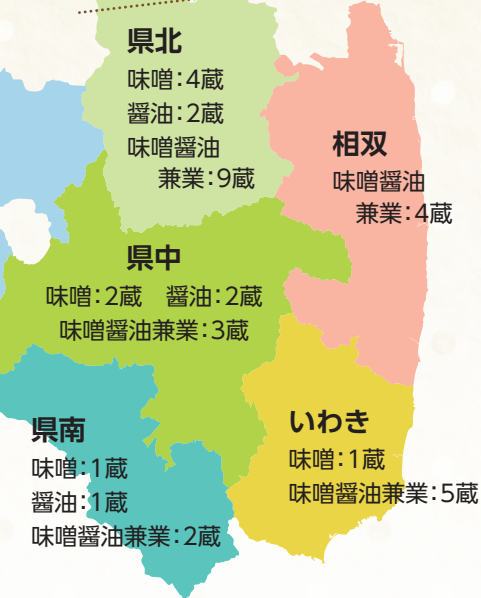 県北
味噌：4蔵
醤油：2蔵
味噌醤油
兼業：9蔵
相双
味噌醤油
兼業：4蔵
県中
味噌：2蔵　醤油：2蔵
味噌醤油兼業：3蔵
いわき
味噌：1蔵
味噌醤油兼業：5蔵
県南
味噌：1蔵
醤油：1蔵
味噌醤油兼業：2蔵